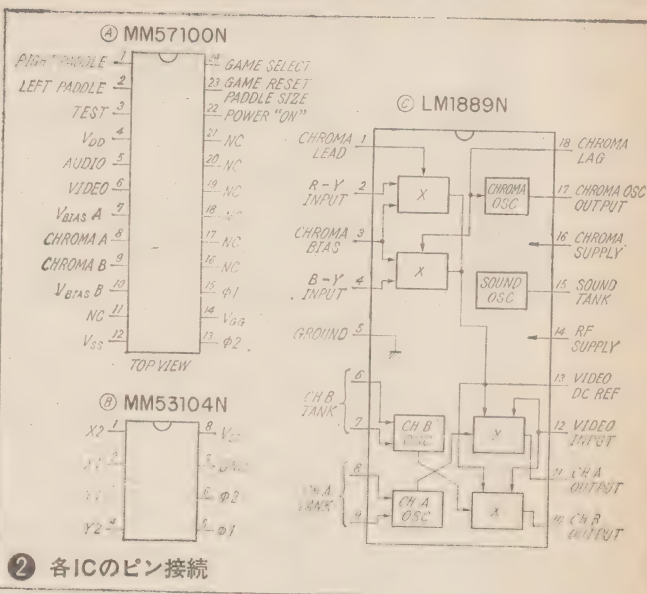 Ⓐ MM57100N
PADDLE 1
LEFT PADDLE 2
TEST 3
VDD 4
AUDIO 5
VIDEO 6
VBIAS A 7
CHROMA A 8
CHROMA B 9
VBIAS B 10
NC 11
VSS 12
24 GAME SELECT
23 GAME RESET
PADDLE SIZE
22 POWER "ON"
21 NC
20 NC
19 NC
18 NC
17 NC
16 NC
15 Φ1
14 VGG
13 Φ2
TOP VIEW
Ⓑ MM53104N
X2 1
Y2 4
8
6 Φ2
5 Φ1
Ⓒ LM1889N
CHROMA 1
LEAD
R-Y 2
INPUT
CHROMA 3
BIAS
B-Y 4
INPUT
GROUND 5
CH B 6
TANK 7
8
TANK 9
18 CHROMA
LAG
17 CHROMA OSC
OUTPUT
16 CHROMA
SUPPLY
15 SOUND
TANK
14 RF
SUPPLY
13 VIDEO
DC REF
12 VIDEO
INPUT
11 CH A
OUTPUT
10 CH B
OUTPUT
X
CHROMA
OSC
X
SOUND
OSC
CH B
OSC
X
CH A
OSC
X
❷ 各ICのピン接続